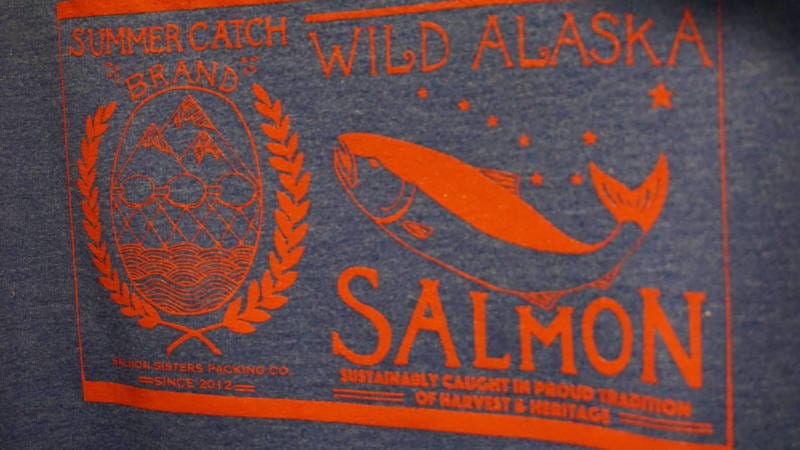 SUMMER CATCH
BRAND
SALMON SISTERS PACKING CO.
SINCE 2012
WILD ALASKA
SALMON
SUSTAINABLY CAUGHT IN PROUD TRADITION
OF HARVEST & HERITAGE